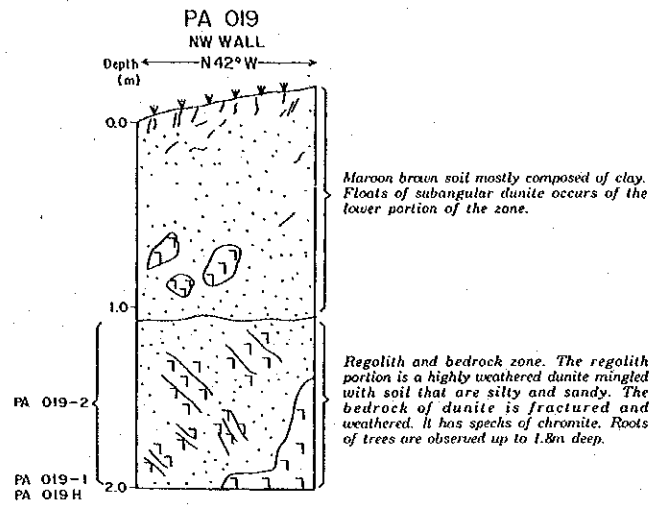 PA 019
NW WALL
Depth
(m)
N 42° W
0.0
Maroon brown soil mostly composed of clay.
Floats of subangular dunite occurs of the
lower portion of the zone.
1.0
Regolith and bedrock zone. The regolith
portion is a highly weathered dunite mingled
with soil that are silty and sandy. The
bedrock of dunite is fractured and
weathered. It has specks of chromite. Roots
of trees are observed up to 1.8m deep.
PA 019-2
PA 019-1
PA 019 H
2.0